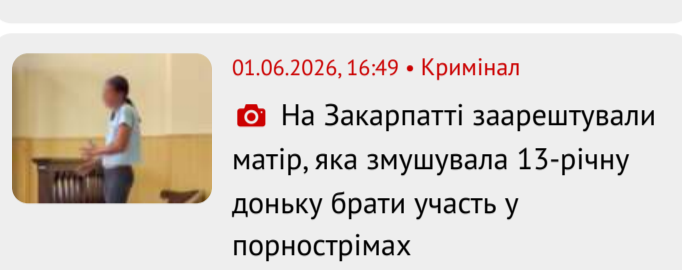 01.06.2026, 16:49 • Кримінал
На Закарпатті заарештували
матір, яка змушувала 13-річну
доньку брати участь у
порнострімах